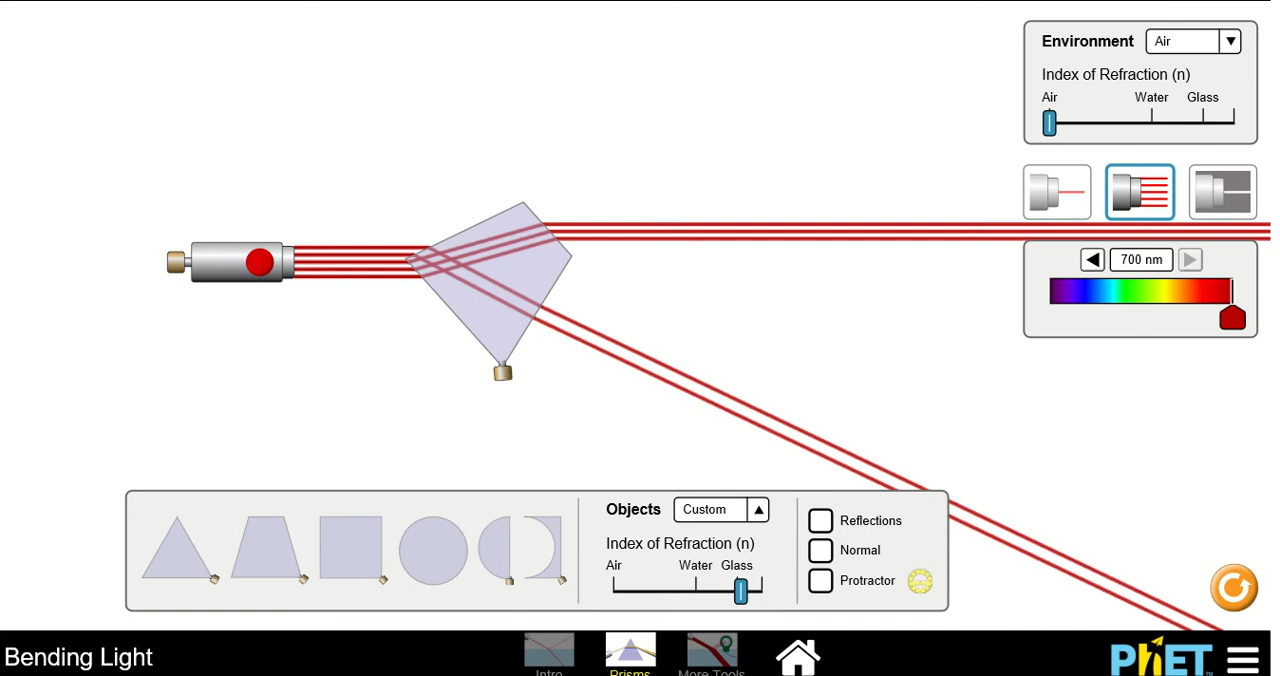 Environment Air
Index of Refraction (n)
Air Water Glass
700 nm
Objects Custom
Index of Refraction (n)
Air Water Glass
Reflections
Normal
Protractor
Bending Light
Intro Prisms More Tools
PhET